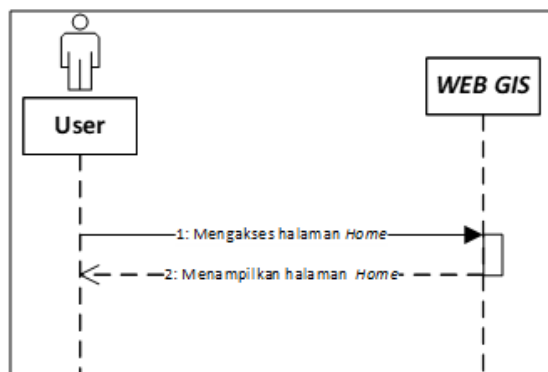 User
WEB GIS
1: Mengakses halaman Home
2: Menampilkan halaman Home